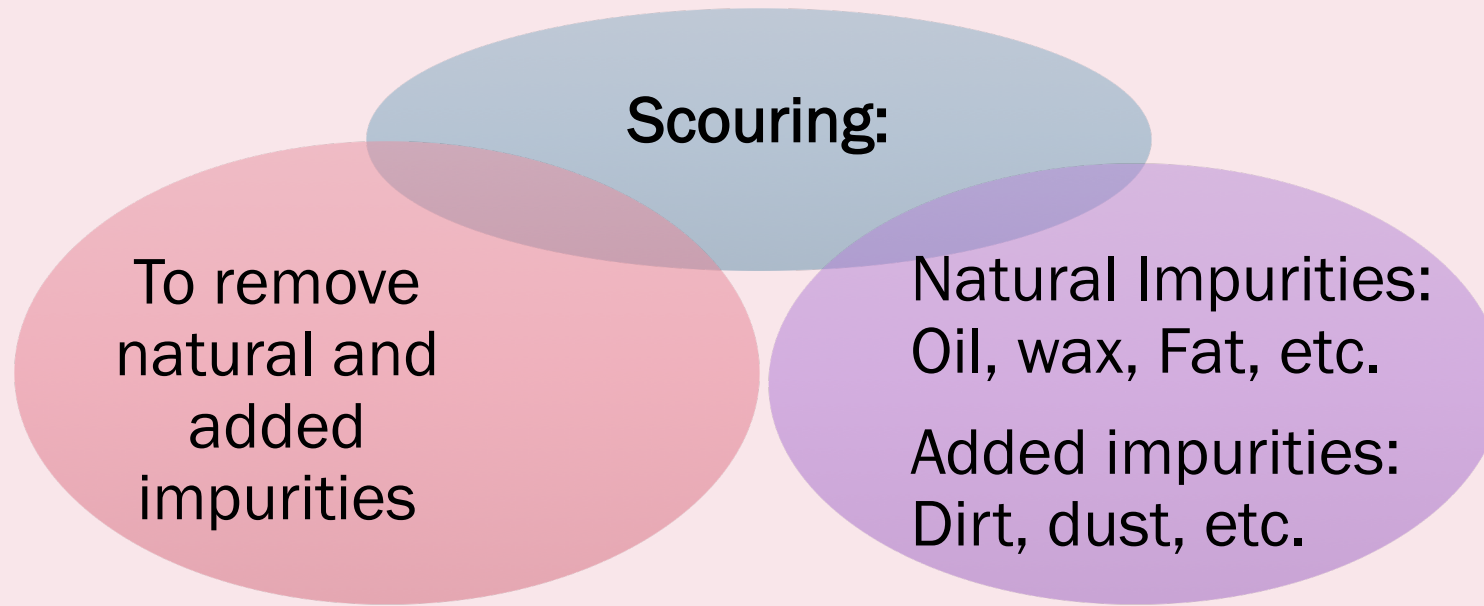 Scouring:
To remove
natural and
added
impurities
Natural Impurities:
Oil, wax, Fat, etc.
Added impurities:
Dirt, dust, etc.